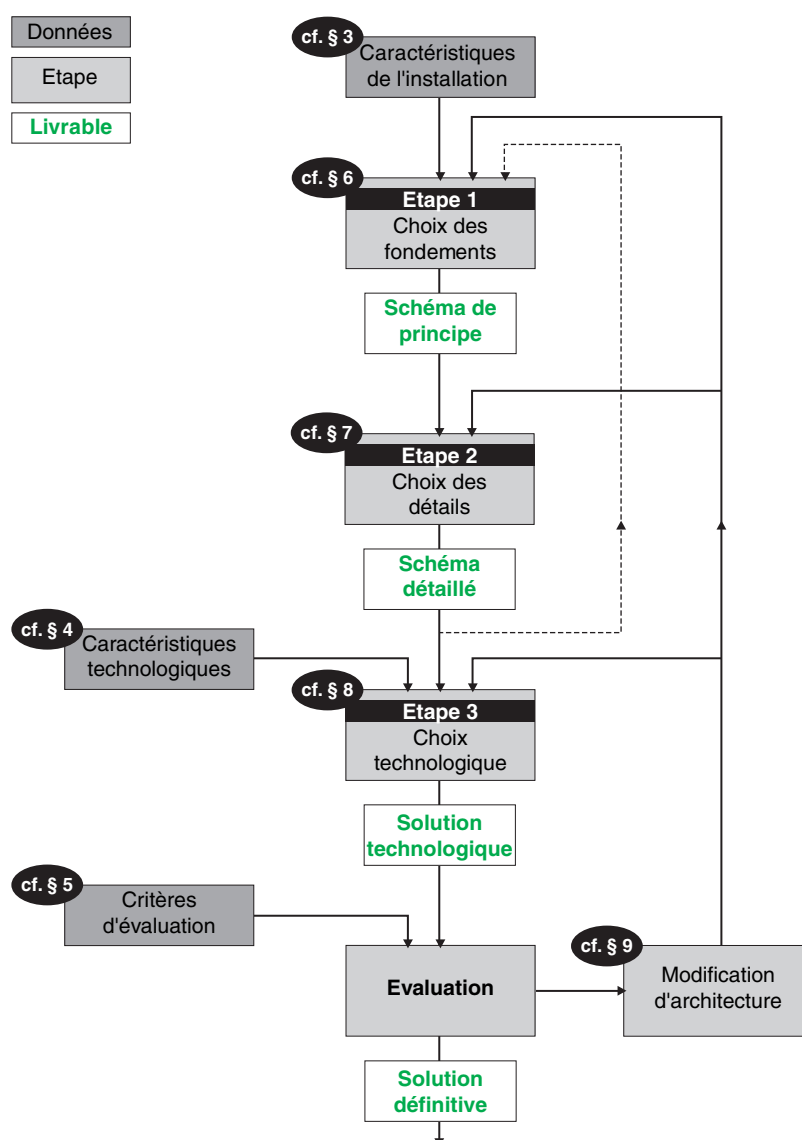 Données
Etape
Livrable
cf. § 3
Caractéristiques
de l'installation
cf. § 6
Etape 1
Choix des
fondements
Schéma de
principe
cf. § 7
Etape 2
Choix des
détails
Schéma
détaillé
cf. § 4
Caractéristiques
technologiques
cf. § 8
Etape 3
Choix
technologique
Solution
technologique
cf. § 5
Critères
d'évaluation
Evaluation
cf. § 9
Modification
d'architecture
Solution
définitive